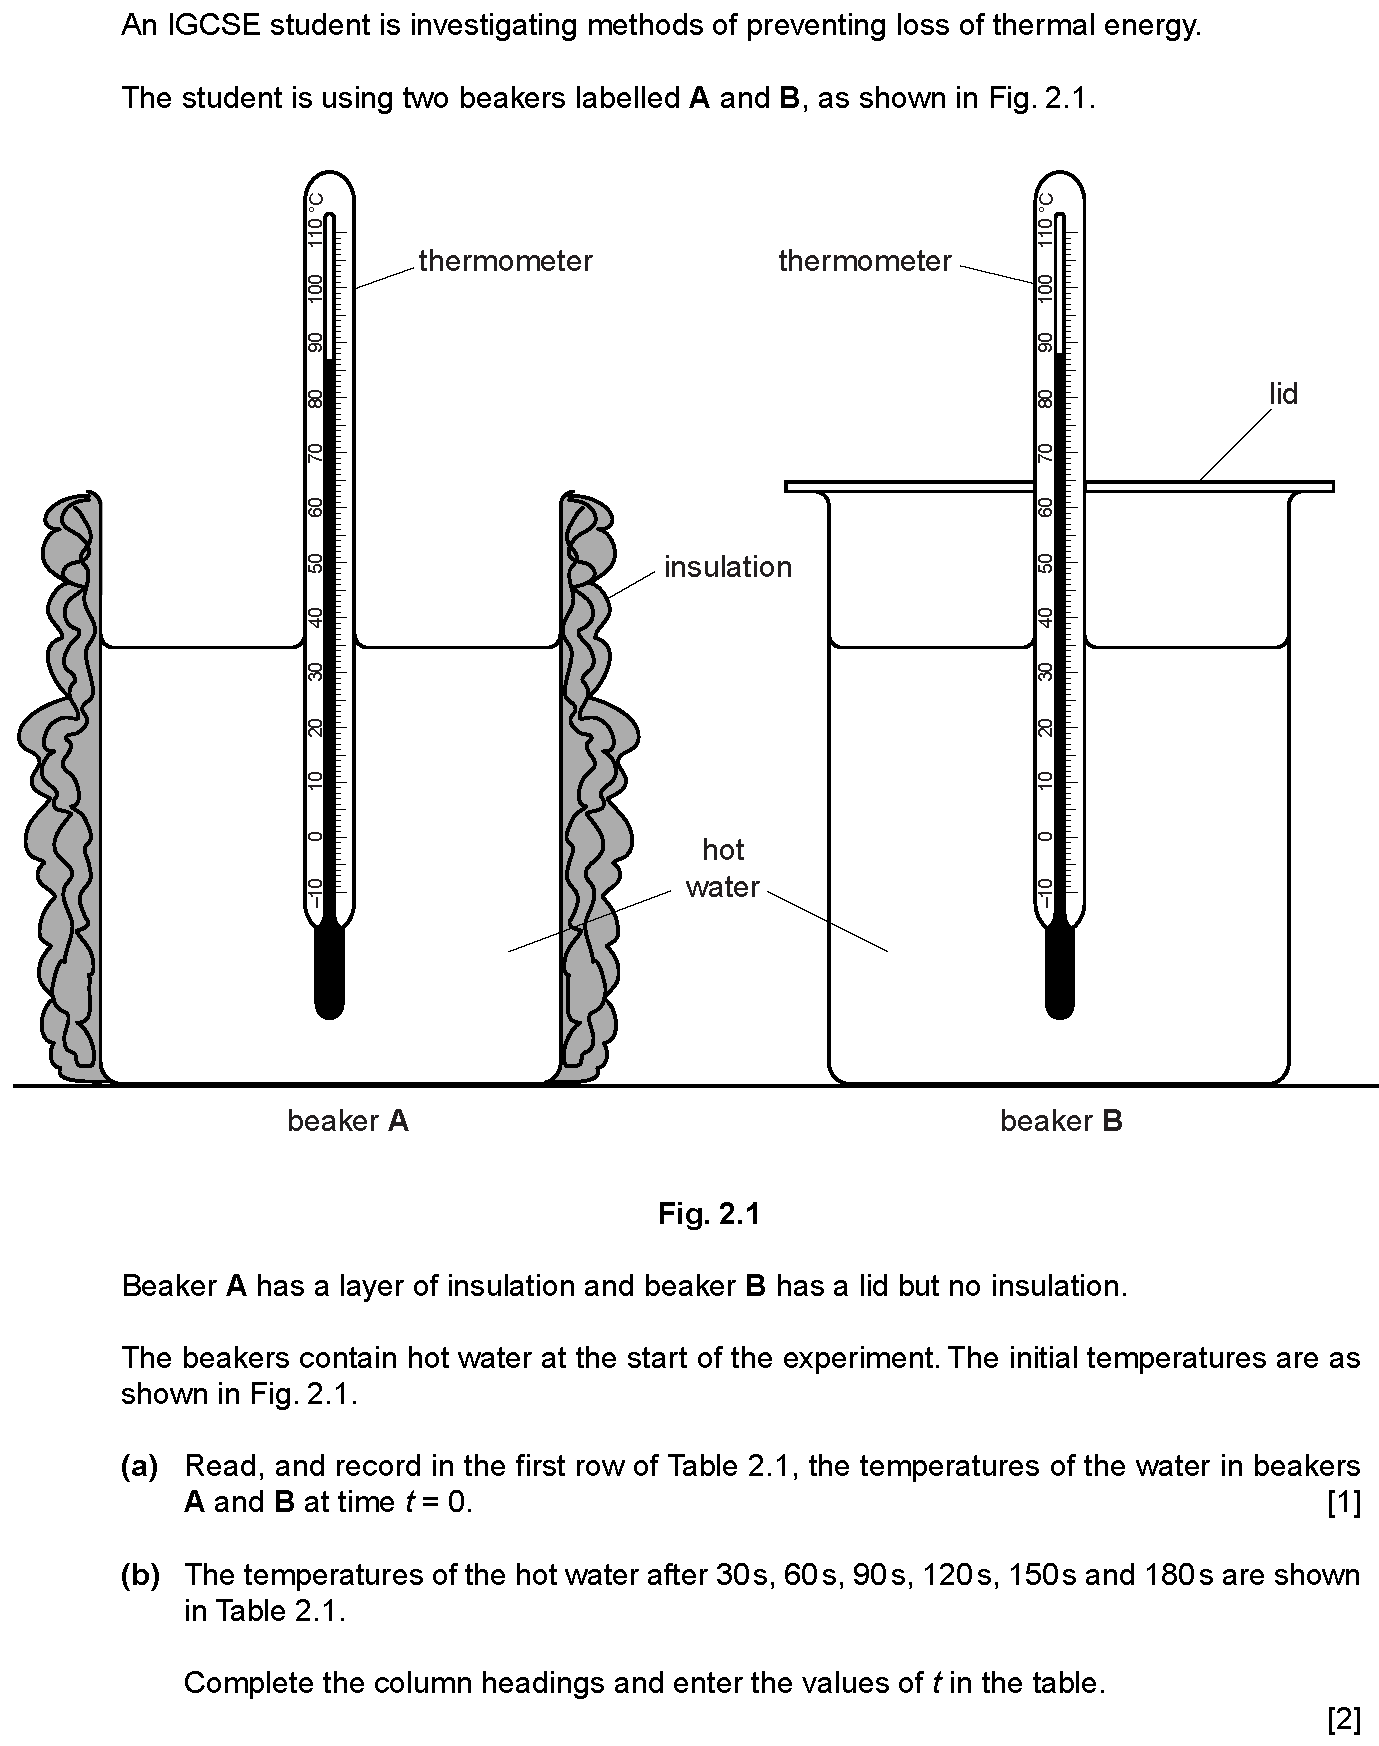 An IGCSE student is investigating methods of preventing loss of thermal energy.
The student is using two beakers labelled A and B, as shown in Fig. 2.1.
–10 0 10 20 30 40 50 60 70 80 90 100 110 °C
thermometer
thermometer
–10 0 10 20 30 40 50 60 70 80 90 100 110 °C
lid
insulation
hot
water
beaker A
beaker B
Fig. 2.1
Beaker A has a layer of insulation and beaker B has a lid but no insulation.
The beakers contain hot water at the start of the experiment. The initial temperatures are as
shown in Fig. 2.1.
(a) Read, and record in the first row of Table 2.1, the temperatures of the water in beakers
A and B at time t = 0. [1]
(b) The temperatures of the hot water after 30 s, 60 s, 90 s, 120 s, 150 s and 180 s are shown
in Table 2.1.
Complete the column headings and enter the values of t in the table.
[2]